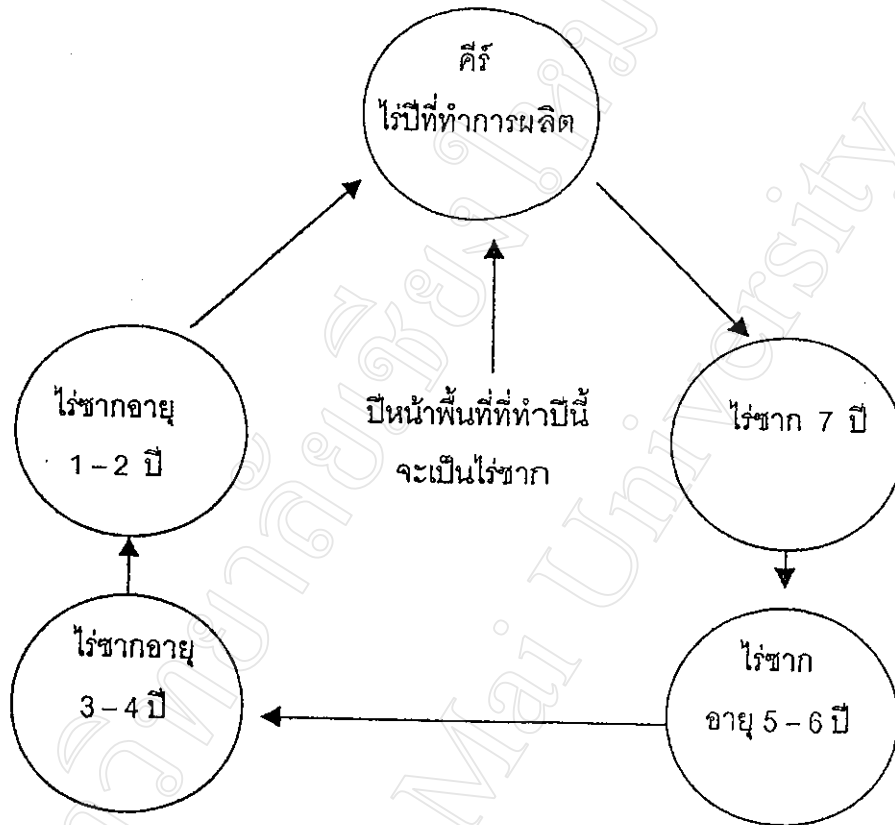 คีร์
ไร่ปีที่ทำการผลิต
ไร่ซากอายุ
1 – 2 ปี
ปีหน้าพื้นที่ที่ทำปีนี้
จะเป็นไร่ซาก
ไร่ซาก 7 ปี
ไร่ซากอายุ
3 – 4 ปี
ไร่ซาก
อายุ 5 – 6 ปี
Mai University